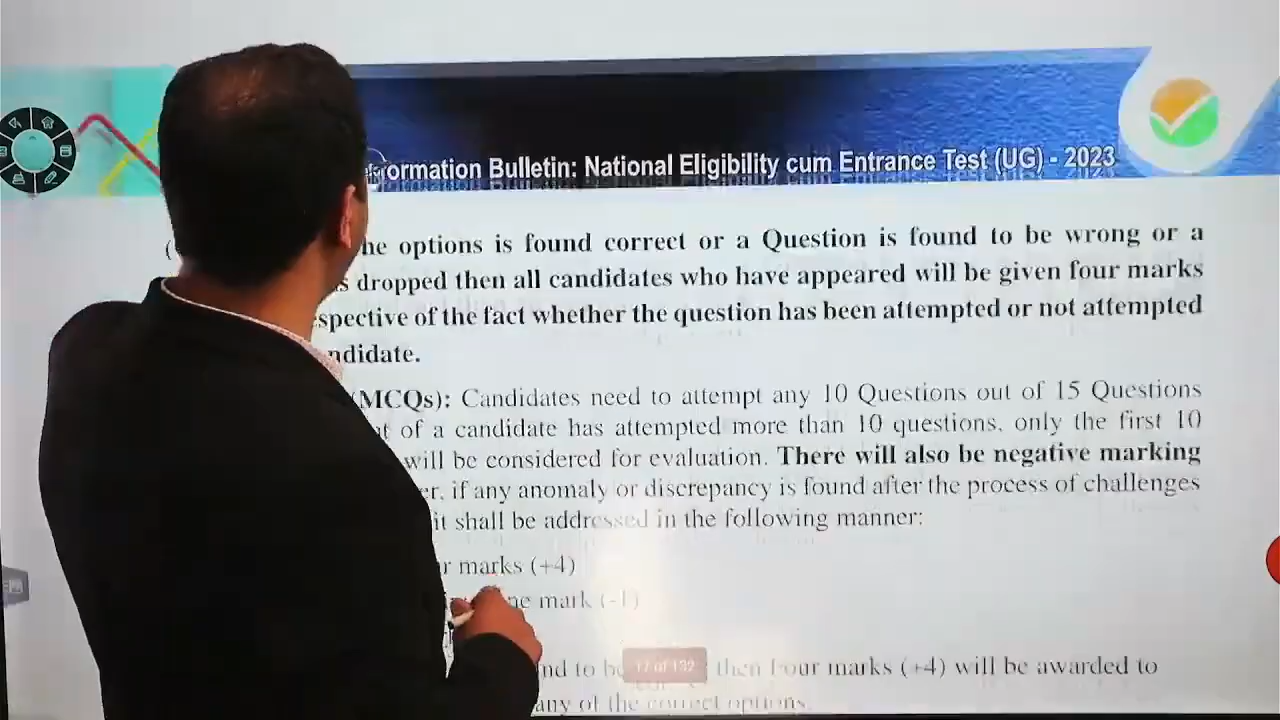 formation Bulletin: National Eligibility cum Entrance Test (UG) - 2023
he options is found correct or a Question is found to be wrong or a
s dropped then all candidates who have appeared will be given four marks
spective of the fact whether the question has been attempted or not attempted
ndidate.
(MCQs): Candidates need to attempt any 10 Questions out of 15 Questions
t of a candidate has attempted more than 10 questions, only the first 10
will be considered for evaluation. There will also be negative marking
er, if any anomaly or discrepancy is found after the process of challenges
it shall be addressed in the following manner:
r marks (+4)
ne mark (-1)
nd to be then Four marks (+4) will be awarded to
17 of 132
any of the correct options.